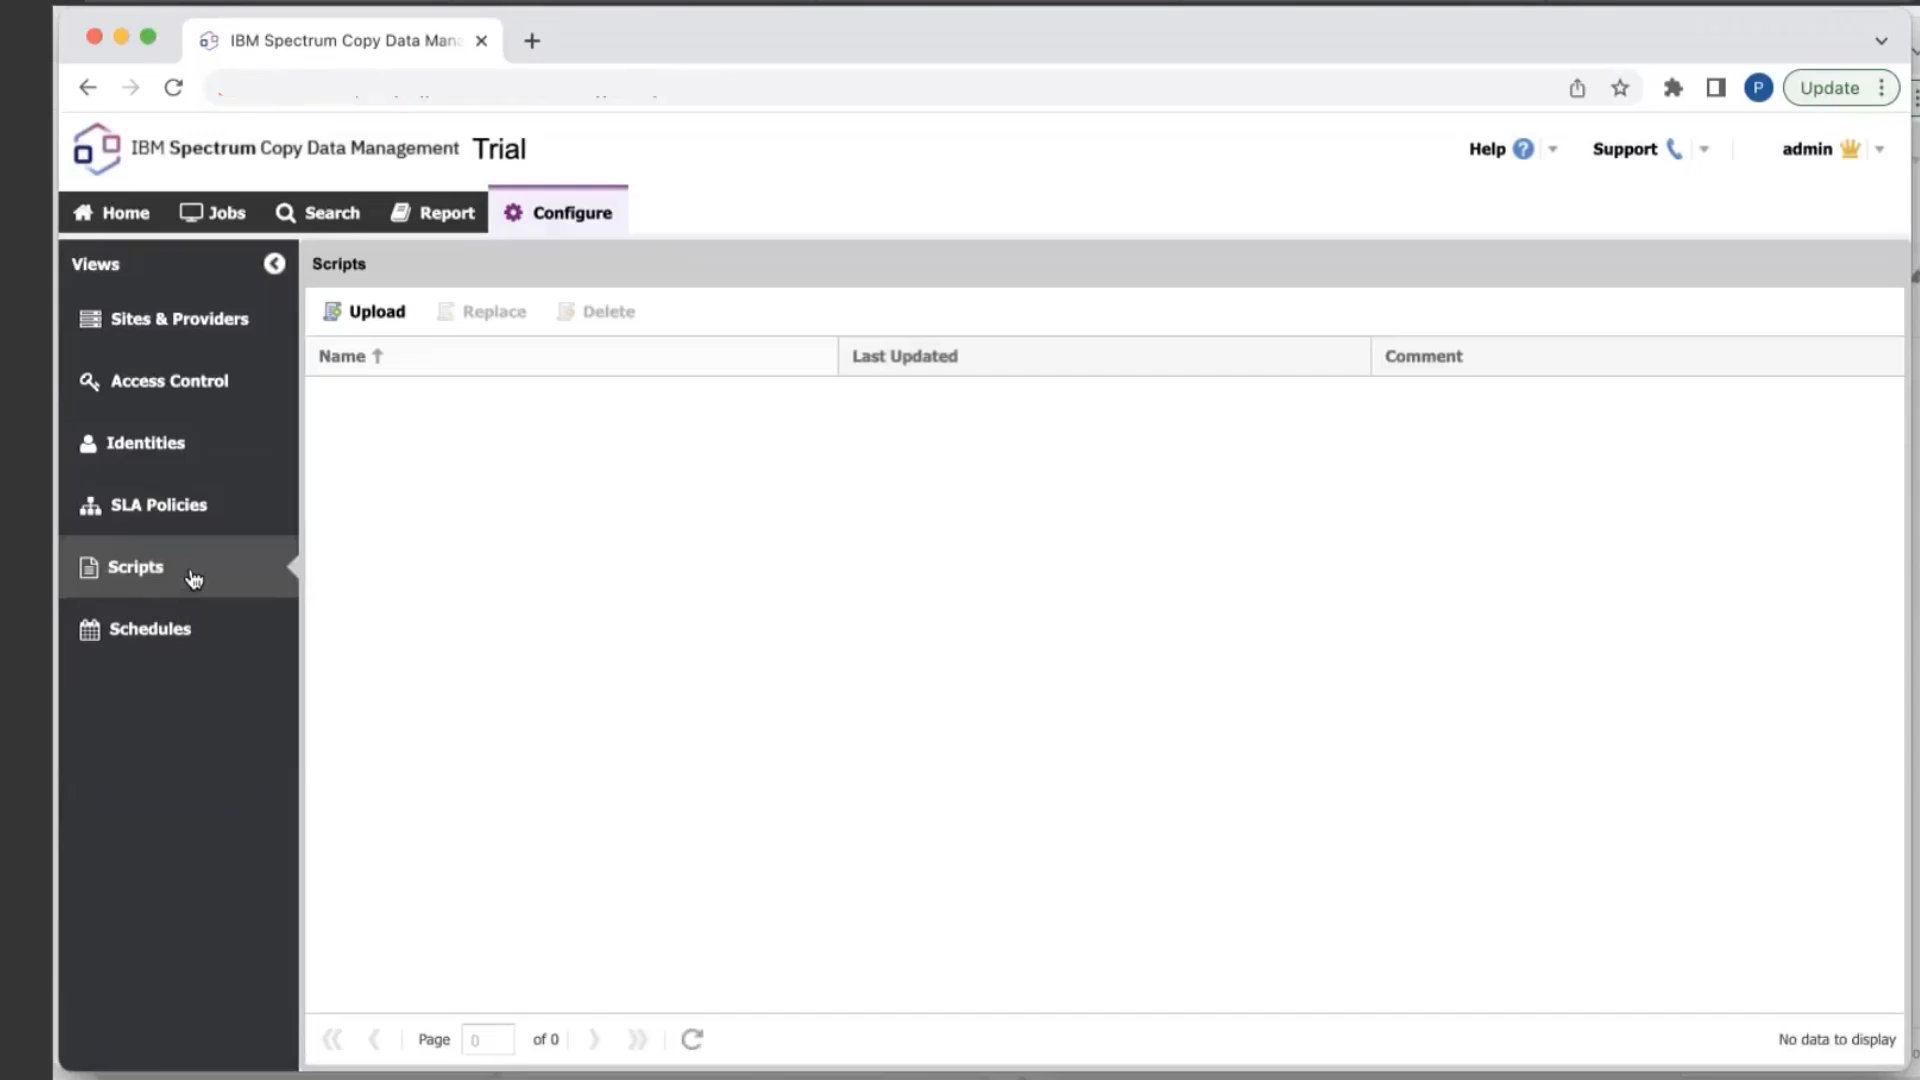 IBM Spectrum Copy Data Mana
P
Update
IBM Spectrum Copy Data Management Trial
Help ?
Support
admin
Home
Jobs
Search
Report
Configure
Views
Sites & Providers
Access Control
Identities
SLA Policies
Scripts
Schedules
Scripts
Upload
Replace
Delete
Name
Last Updated
Comment
Page 0 of 0
No data to display